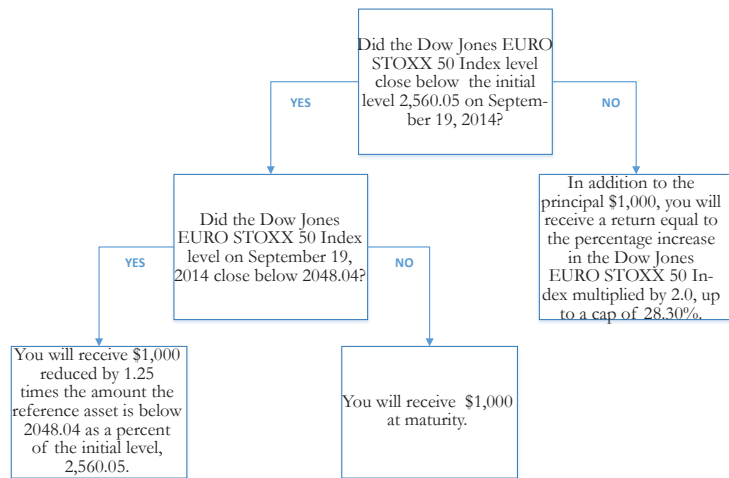 Did the Dow Jones EURO
STOXX 50 Index level
close below the initial
level 2,560.05 on Septem-
ber 19, 2014?
YES
NO
Did the Dow Jones
EURO STOXX 50 Index
level on September 19,
2014 close below 2048.04?
In addition to the
principal $1,000, you will
receive a return equal to
the percentage increase
in the Dow Jones
EURO STOXX 50 In-
dex multiplied by 2.0, up
to a cap of 28.30%.
YES
NO
You will receive $1,000
reduced by 1.25
times the amount the
reference asset is below
2048.04 as a percent
of the initial level,
2,560.05.
You will receive $1,000
at maturity.